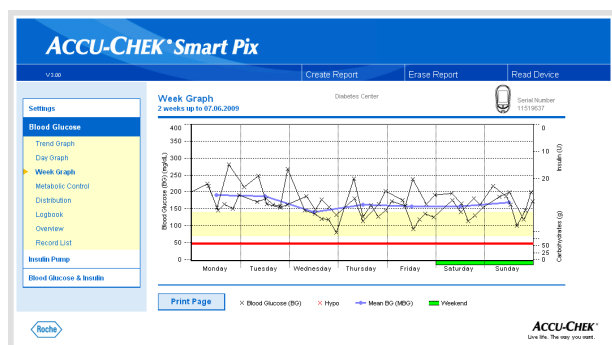 ACCU-CHEK® Smart Pix
V3.00
Create Report
Erase Report
Read Device
Settings
Blood Glucose
Trend Graph
Day Graph
Week Graph
Metabolic Control
Distribution
Logbook
Overview
Record List
Insulin Pump
Blood Glucose & Insulin
Week Graph
2 weeks up to 07.06.2009
Diabetes Center
Serial Number
11519837
Blood Glucose (BG) (mg/dL)
400
350
300
250
200
150
100
50
0
0
10
20
Insulin (U)
50
25
0
Carbohydrates (g)
Monday
Tuesday
Wednesday
Thursday
Friday
Saturday
Sunday
Print Page
Blood Glucose (BG)
Hypo
Mean BG (MBG)
Weekend
Roche
ACCU-CHEK®
Live life. The way you want.